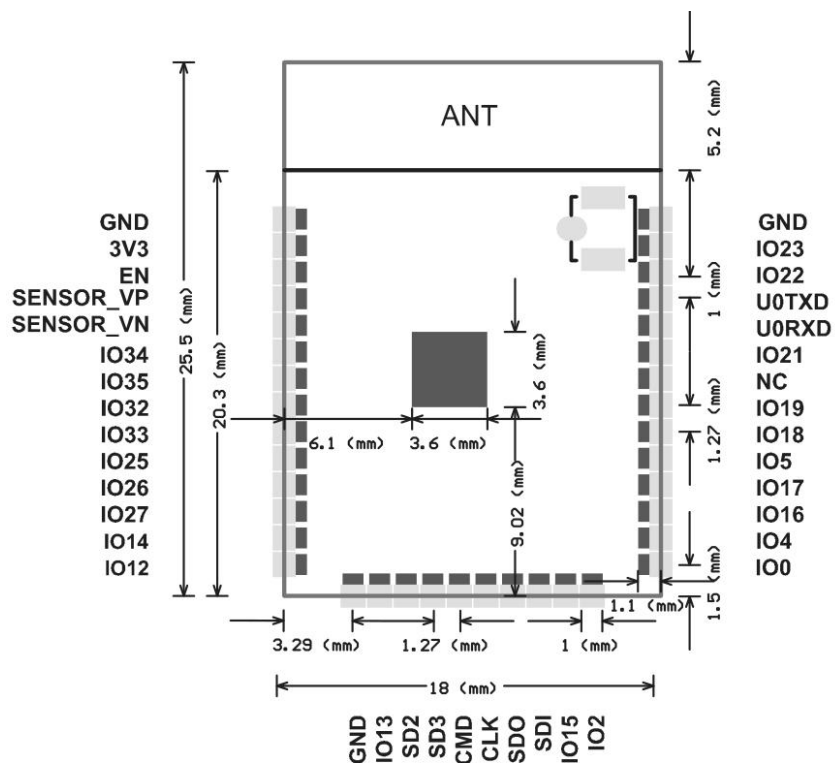 ANT
5.2 (mm)
25.5 (mm)
20.3 (mm)
GND
3V3
EN
SENSOR_VP
SENSOR_VN
IO34
IO35
IO32
IO33
IO25
IO26
IO27
IO14
IO12
GND
IO23
IO22
U0TXD
U0RXD
IO21
NC
IO19
IO18
IO5
IO17
IO16
IO4
IO0
1 (mm)
3.6 (mm)
6.1 (mm)
3.6 (mm)
1.27 (mm)
9.02 (mm)
1.1 (mm)
1.5 (mm)
3.29 (mm)
1.27 (mm)
1 (mm)
18 (mm)
GND
IO13
SD2
SD3
CMD
CLK
SDO
SDI
IO15
IO2